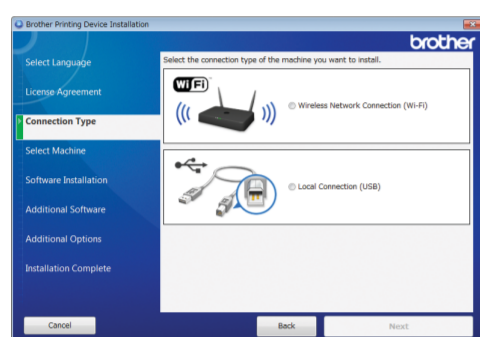 Brother Printing Device Installation
brother
Select Language
License Agreement
Connection Type
Select Machine
Software Installation
Additional Software
Additional Options
Installation Complete
Select the connection type of the machine you want to install.
Wi Fi
Wireless Network Connection (Wi-Fi)
Local Connection (USB)
Cancel
Back
Next